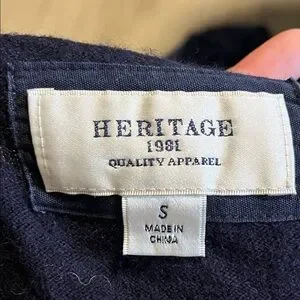 HERITAGE
1981
QUALITY APPAREL
S
MADE IN
CHINA